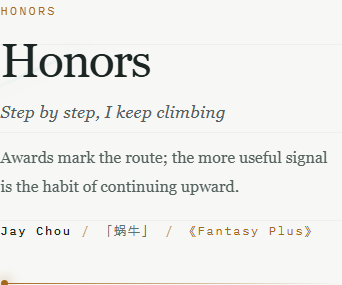 HONORS
Honors
Step by step, I keep climbing
Awards mark the route; the more useful signal
is the habit of continuing upward.
Jay Chou / 「蜗牛」 / 《Fantasy Plus》